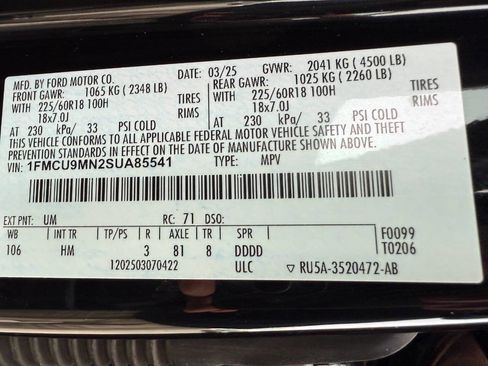 MFD. BY FORD MOTOR CO. DATE: 03/25 GVWR: 2041 KG ( 4500 LB)
FRONT GAWR: 1065 KG ( 2348 LB) REAR GAWR: 1025 KG ( 2260 LB)
WITH 225/60R18 100H TIRES WITH 225/60R18 100H TIRES
18x7.0J RIMS 18x7.0J RIMS
AT 230 kPa/ 33 PSI COLD AT 230 kPa/ 33 PSI COLD
THIS VEHICLE CONFORMS TO ALL APPLICABLE FEDERAL MOTOR VEHICLE SAFETY AND THEFT
PREVENTION STANDARDS IN EFFECT ON THE DATE OF MANUFACTURE SHOWN ABOVE.
VIN: 1FMCU9MN2SUA85541 TYPE: MPV
EXT PNT: UM RC: 71 DSO:
WB INT TR TP/PS R AXLE TR SPR F0099
106 HM 3 81 8 DDDD T0206
1202503070422 ULC RU5A-3520472-AB